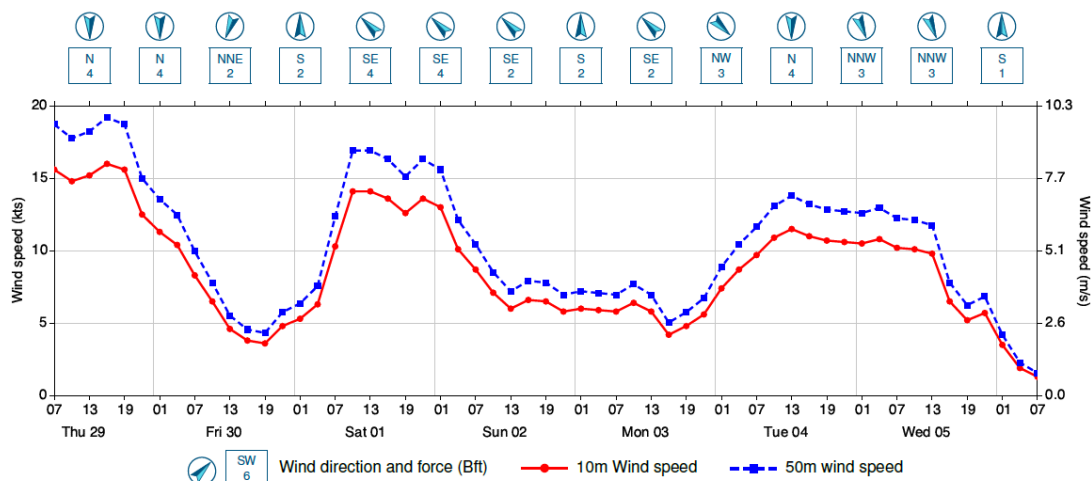 N N NNE S SE SE SE S SE NW N NNW NNW S
4 4 2 2 4 4 2 2 2 3 4 3 3 1
20 10.3
15 7.7
10 5.1
5 2.6
0 0.0
Wind speed (kts)
Wind speed (m/s)
07 13 19 01 07 13 19 01 07 13 19 01 07 13 19 01 07 13 19 01 07 13 19 01 07 13 19 01 07
Thu 29 Fri 30 Sat 01 Sun 02 Mon 03 Tue 04 Wed 05
SW
6
Wind direction and force (Bft) 10m Wind speed 50m wind speed